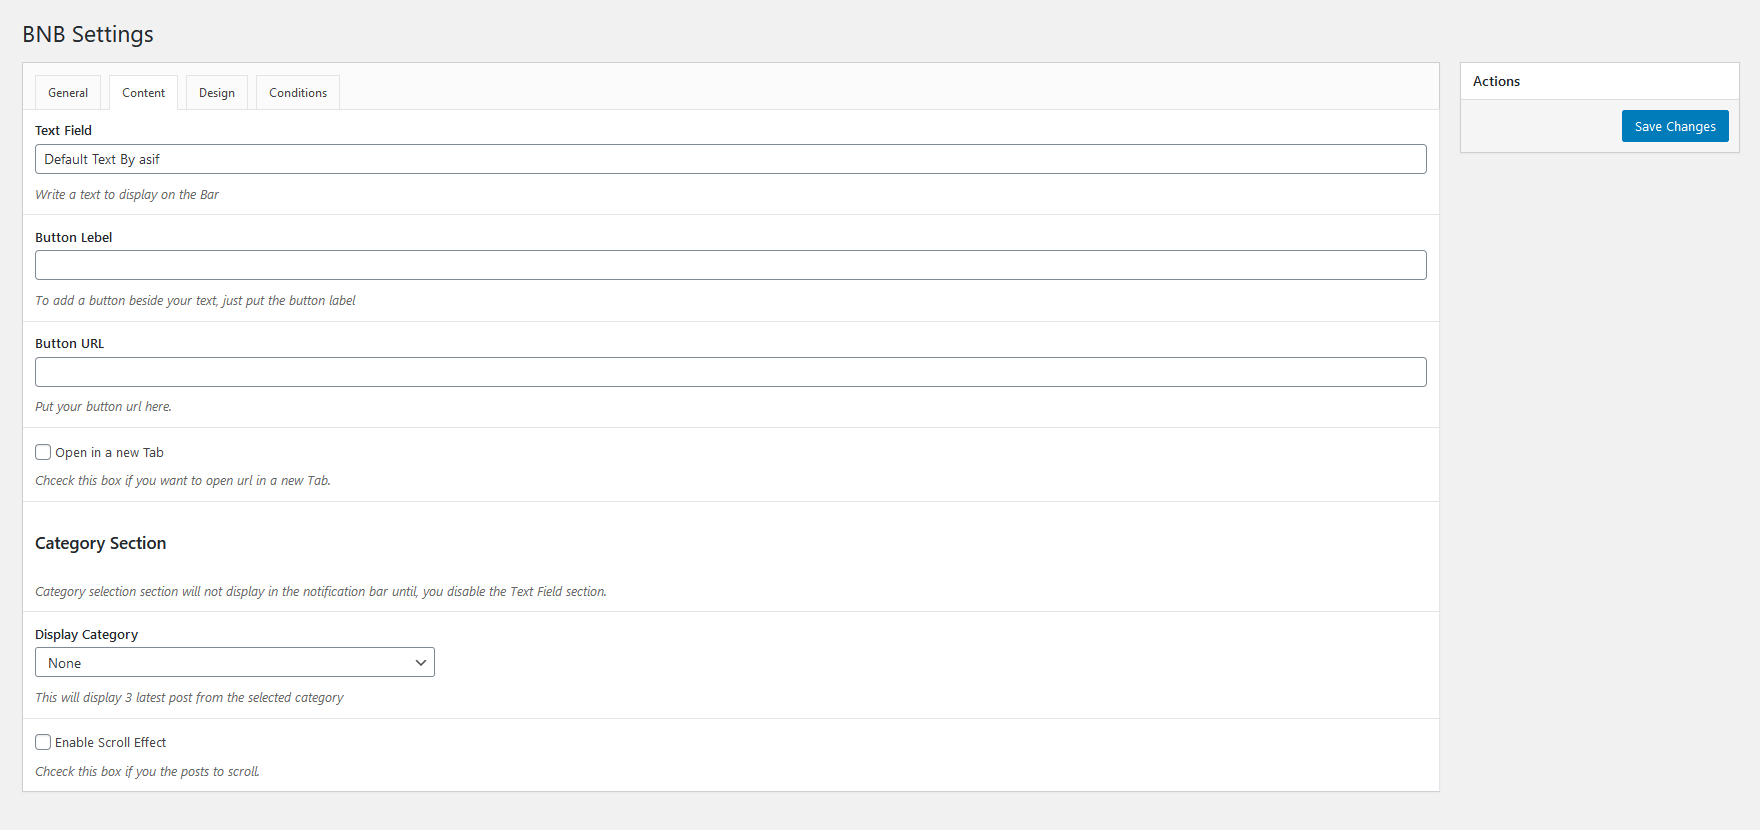 BNB Settings
General
Content
Design
Conditions
Actions
Save Changes
Text Field
Default Text By asif
Write a text to display on the Bar
Button Lebel
To add a button beside your text, just put the button label
Button URL
Put your button url here.
Open in a new Tab
Chceck this box if you want to open url in a new Tab.
Category Section
Category selection section will not display in the notification bar until, you disable the Text Field section.
Display Category
None
This will display 3 latest post from the selected category
Enable Scroll Effect
Chceck this box if you the posts to scroll.